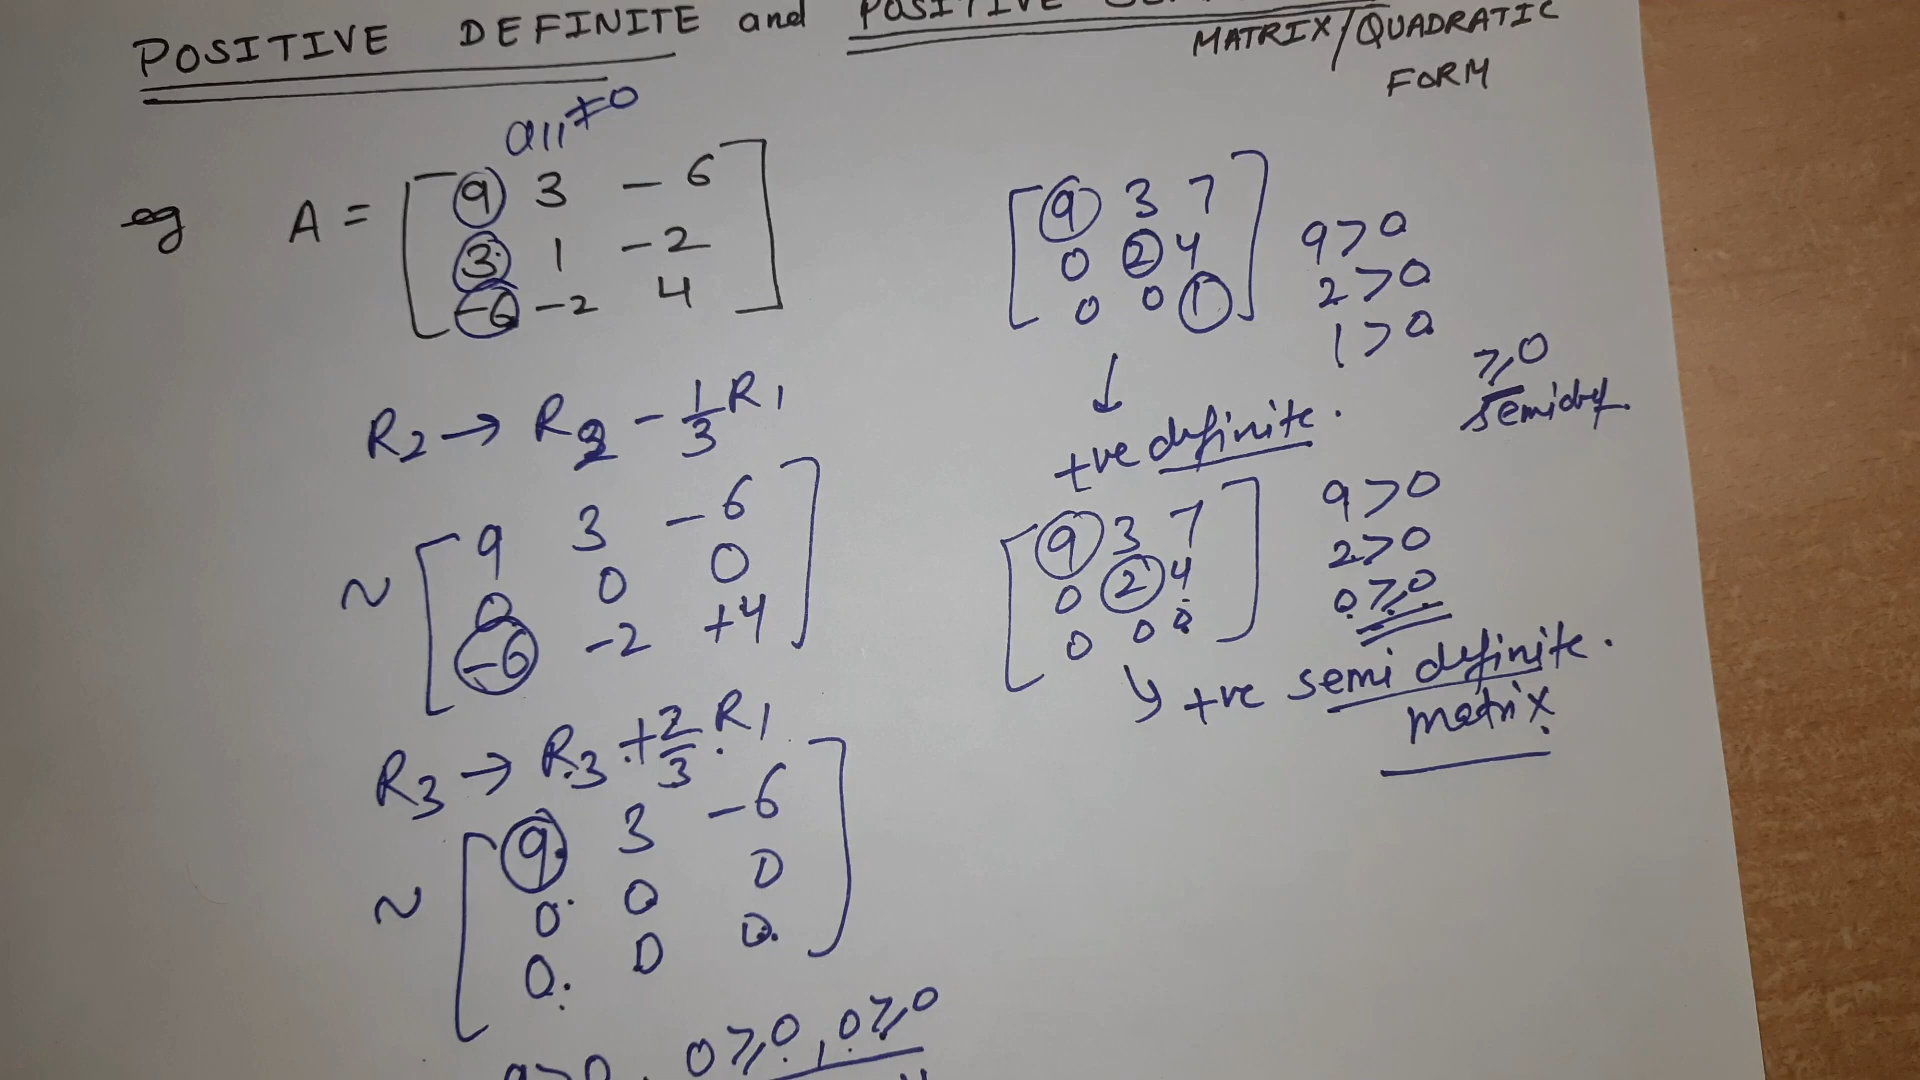 POSITIVE DEFINITE and POSITIVE
MATRIX/QUADRATIC
FORM
a11≠0
eg A = [ 9 3 -6
3 1 -2
-6 -2 4 ]
R2 → R2 - 1/3 R1
~ [ 9 3 -6
0 0 0
-6 -2 +4 ]
R3 → R3 + 2/3 R1
~ [ 9 3 -6
0 0 0
0 0 0 ]
9>0, 0≥0, 0≥0
[ 9 3 7
0 2 4
0 0 1 ]
9>0
2>0
1>0
≥0
semidef.
↓
+ve definite.
[ 9 3 7
0 2 4
0 0 0 ]
9>0
2>0
0≥0
↳ +ve semi definite.
matrix